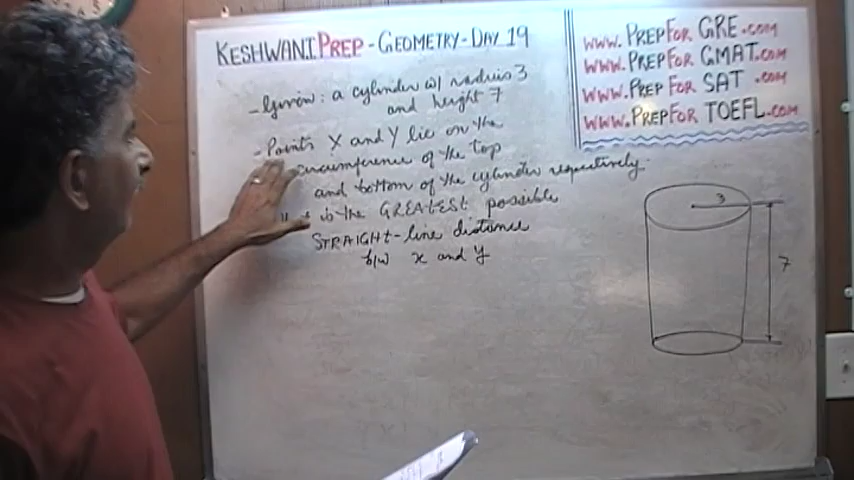 KESHWANI PREP - GEOMETRY - DAY 19
- Given: a cylinder w/ radius 3
and height 7
- Points X and Y lie on the
circumference of the top
and bottom of the cylinder respectively.
is the GREATEST possible
STRAIGHT-line distance
b/w x and y
www. PREPFOR GRE.com
www. PREPFOR GMAT.com
www. PREP FOR SAT .com
www. PREPFOR TOEFL.com
3
7